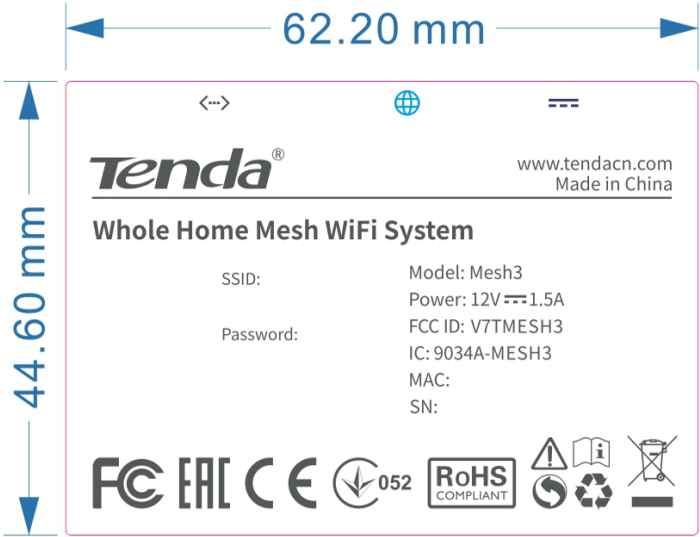 62.20 mm
44.60 mm
Tenda®
www.tendacn.com
Made in China
Whole Home Mesh WiFi System
SSID:
Password:
Model: Mesh3
Power: 12V⎓1.5A
FCC ID: V7TMESH3
IC: 9034A-MESH3
MAC:
SN:
FC EAC CE 052 RoHS
COMPLIANT